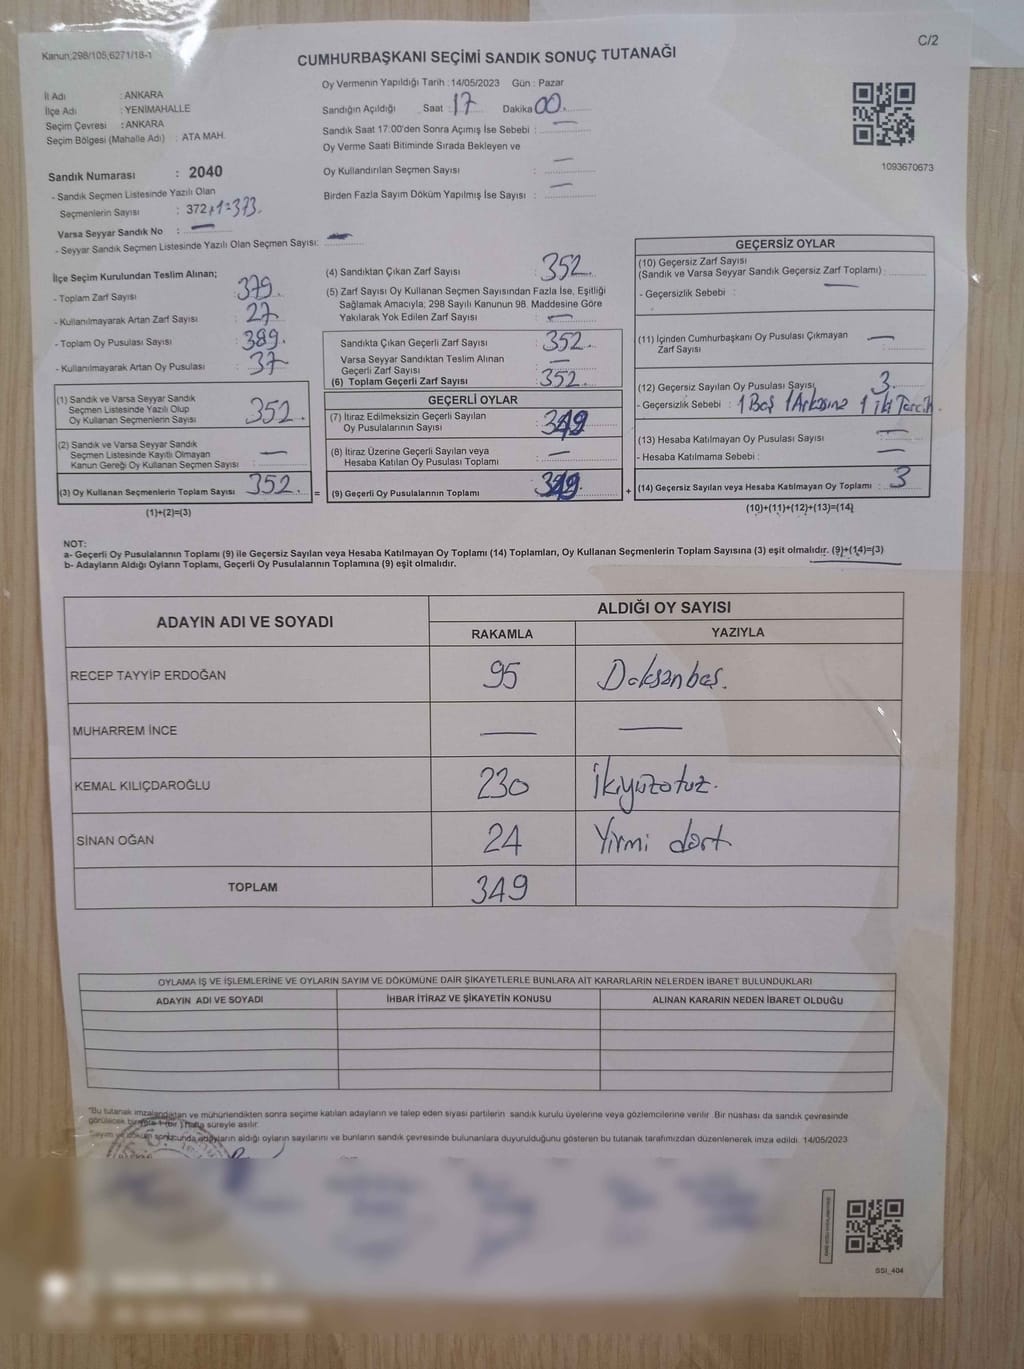 Kanun:298/105,6271/18-1
C/2
CUMHURBAŞKANI SEÇİMİ SANDIK SONUÇ TUTANAĞI
Oy Vermenin Yapıldığı Tarih : 14/05/2023 Gün : Pazar
İl Adı : ANKARA
İlçe Adı : YENİMAHALLE
Seçim Çevresi : ANKARA
Seçim Bölgesi (Mahalle Adı) : ATA MAH.
Sandığın Açıldığı Saat : 17 Dakika 00.
Sandık Saat 17:00'den Sonra Açımış İse Sebebi : —
Oy Verme Saati Bitiminde Sırada Bekleyen ve
Oy Kullandırılan Seçmen Sayısı : —
Birden Fazla Sayım Döküm Yapılmış İse Sayısı : —
1093670673
Sandık Numarası : 2040
- Sandık Seçmen Listesinde Yazılı Olan
Seçmenlerin Sayısı : 372+1=373.
Varsa Seyyar Sandık No : —
- Seyyar Sandık Seçmen Listesinde Yazılı Olan Seçmen Sayısı: —
İlçe Seçim Kurulundan Teslim Alınan;
- Toplam Zarf Sayısı : 379.
- Kullanılmayarak Artan Zarf Sayısı : 27
- Toplam Oy Pusulası Sayısı : 389.
- Kullanılmayarak Artan Oy Pusulası : 37
(1) Sandık ve Varsa Seyyar Sandık
Seçmen Listesinde Yazılı Olup
Oy Kullanan Seçmenlerin Sayısı : 352.
(2) Sandık ve Varsa Seyyar Sandık
Seçmen Listesinde Kayıtlı Olmayan
Kanun Gereği Oy Kullanan Seçmen Sayısı : —
(3) Oy Kullanan Seçmenlerin Toplam Sayısı : 352. =
(1)+(2)=(3)
(4) Sandıktan Çıkan Zarf Sayısı : 352.
(5) Zarf Sayısı Oy Kullanan Seçmen Sayısından Fazla İse, Eşitliği
Sağlamak Amacıyla; 298 Sayılı Kanunun 98. Maddesine Göre
Yakılarak Yok Edilen Zarf Sayısı : —
Sandıkta Çıkan Geçerli Zarf Sayısı : 352.
Varsa Seyyar Sandıktan Teslim Alınan
Geçerli Zarf Sayısı : —
(6) Toplam Geçerli Zarf Sayısı : 352.
GEÇERLİ OYLAR
(7) İtiraz Edilmeksizin Geçerli Sayılan
Oy Pusulalarının Sayısı : 349
(8) İtiraz Üzerine Geçerli Sayılan veya
Hesaba Katılan Oy Pusulası Toplamı : —
(9) Geçerli Oy Pusulalarının Toplamı : 349 +
GEÇERSİZ OYLAR
(10) Geçersiz Zarf Sayısı
(Sandık ve Varsa Seyyar Sandık Geçersiz Zarf Toplamı) :
- Geçersizlik Sebebi : —
(11) İçinden Cumhurbaşkanı Oy Pusulası Çıkmayan
Zarf Sayısı : —
(12) Geçersiz Sayılan Oy Pusulası Sayısı : 3.
- Geçersizlik Sebebi : 1 Boş 1 Arkasına 1 İki Tercih.
(13) Hesaba Katılmayan Oy Pusulası Sayısı : —
- Hesaba Katılmama Sebebi : —
(14) Geçersiz Sayılan veya Hesaba Katılmayan Oy Toplamı : 3
(10)+(11)+(12)+(13)=(14)
NOT:
a- Geçerli Oy Pusulalarının Toplamı (9) ile Geçersiz Sayılan veya Hesaba Katılmayan Oy Toplamı (14) Toplamları, Oy Kullanan Seçmenlerin Toplam Sayısına (3) eşit olmalıdır. (9)+(14)=(3)
b- Adayların Aldığı Oyların Toplamı, Geçerli Oy Pusulalarının Toplamına (9) eşit olmalıdır.
ADAYIN ADI VE SOYADI
ALDIĞI OY SAYISI
RAKAMLA YAZIYLA
RECEP TAYYİP ERDOĞAN 95 Doksanbeş.
MUHARREM İNCE — —
KEMAL KILIÇDAROĞLU 230 İkiyüzotuz.
SİNAN OĞAN 24 Yirmi dört
TOPLAM 349
OYLAMA İŞ VE İŞLEMLERİNE VE OYLARIN SAYIM VE DÖKÜMÜNE DAİR ŞİKAYETLERLE BUNLARA AİT KARARLARIN NELERDEN İBARET BULUNDUKLARI
ADAYIN ADI VE SOYADI İHBAR İTİRAZ VE ŞİKAYETİN KONUSU ALINAN KARARIN NEDEN İBARET OLDUĞU
"Bu tutanak imzalandıktan ve mühürlendikten sonra seçime katılan adayların ve talep eden siyasi partilerin sandık kurulu üyelerine veya gözlemcilerine verilir. Bir nüshası da sandık çevresinde
görülecek bir yere 1 (bir) hafta süreyle asılır.
sonucunda adayların aldığı oyların sayılarını ve bunların sandık çevresinde bulunanlara duyurulduğunu gösteren bu tutanak tarafımızdan düzenlenerek imza edildi. 14/05/2023
SSI_404